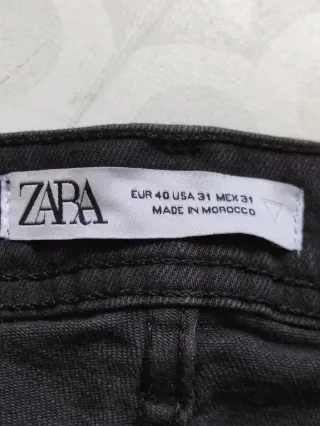 ZARA
EUR 40 USA 31 MEX 31
MADE IN MOROCCO